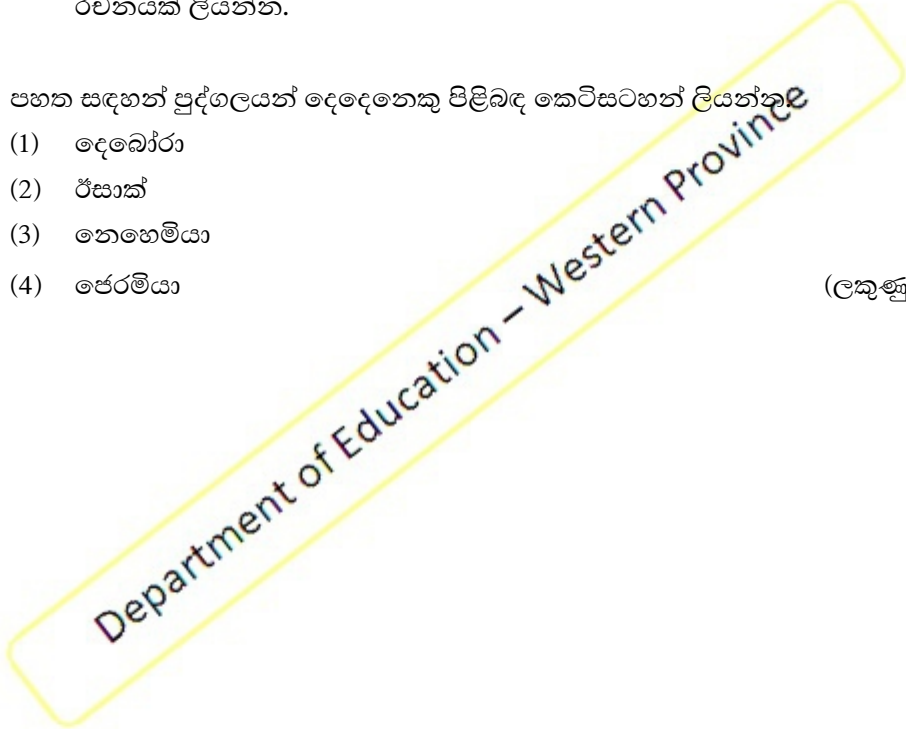 රචනයක් ලියන්න.
පහත සඳහන් පුද්ගලයන් දෙදෙනෙකු පිළිබඳ කෙටිසටහන් ලියන්න.
(1) දෙබෝරා
(2) ඊසාක්
(3) නෙහෙමියා
(4) ජෙරමියා (ලකුණු
Department of Education – Western Province